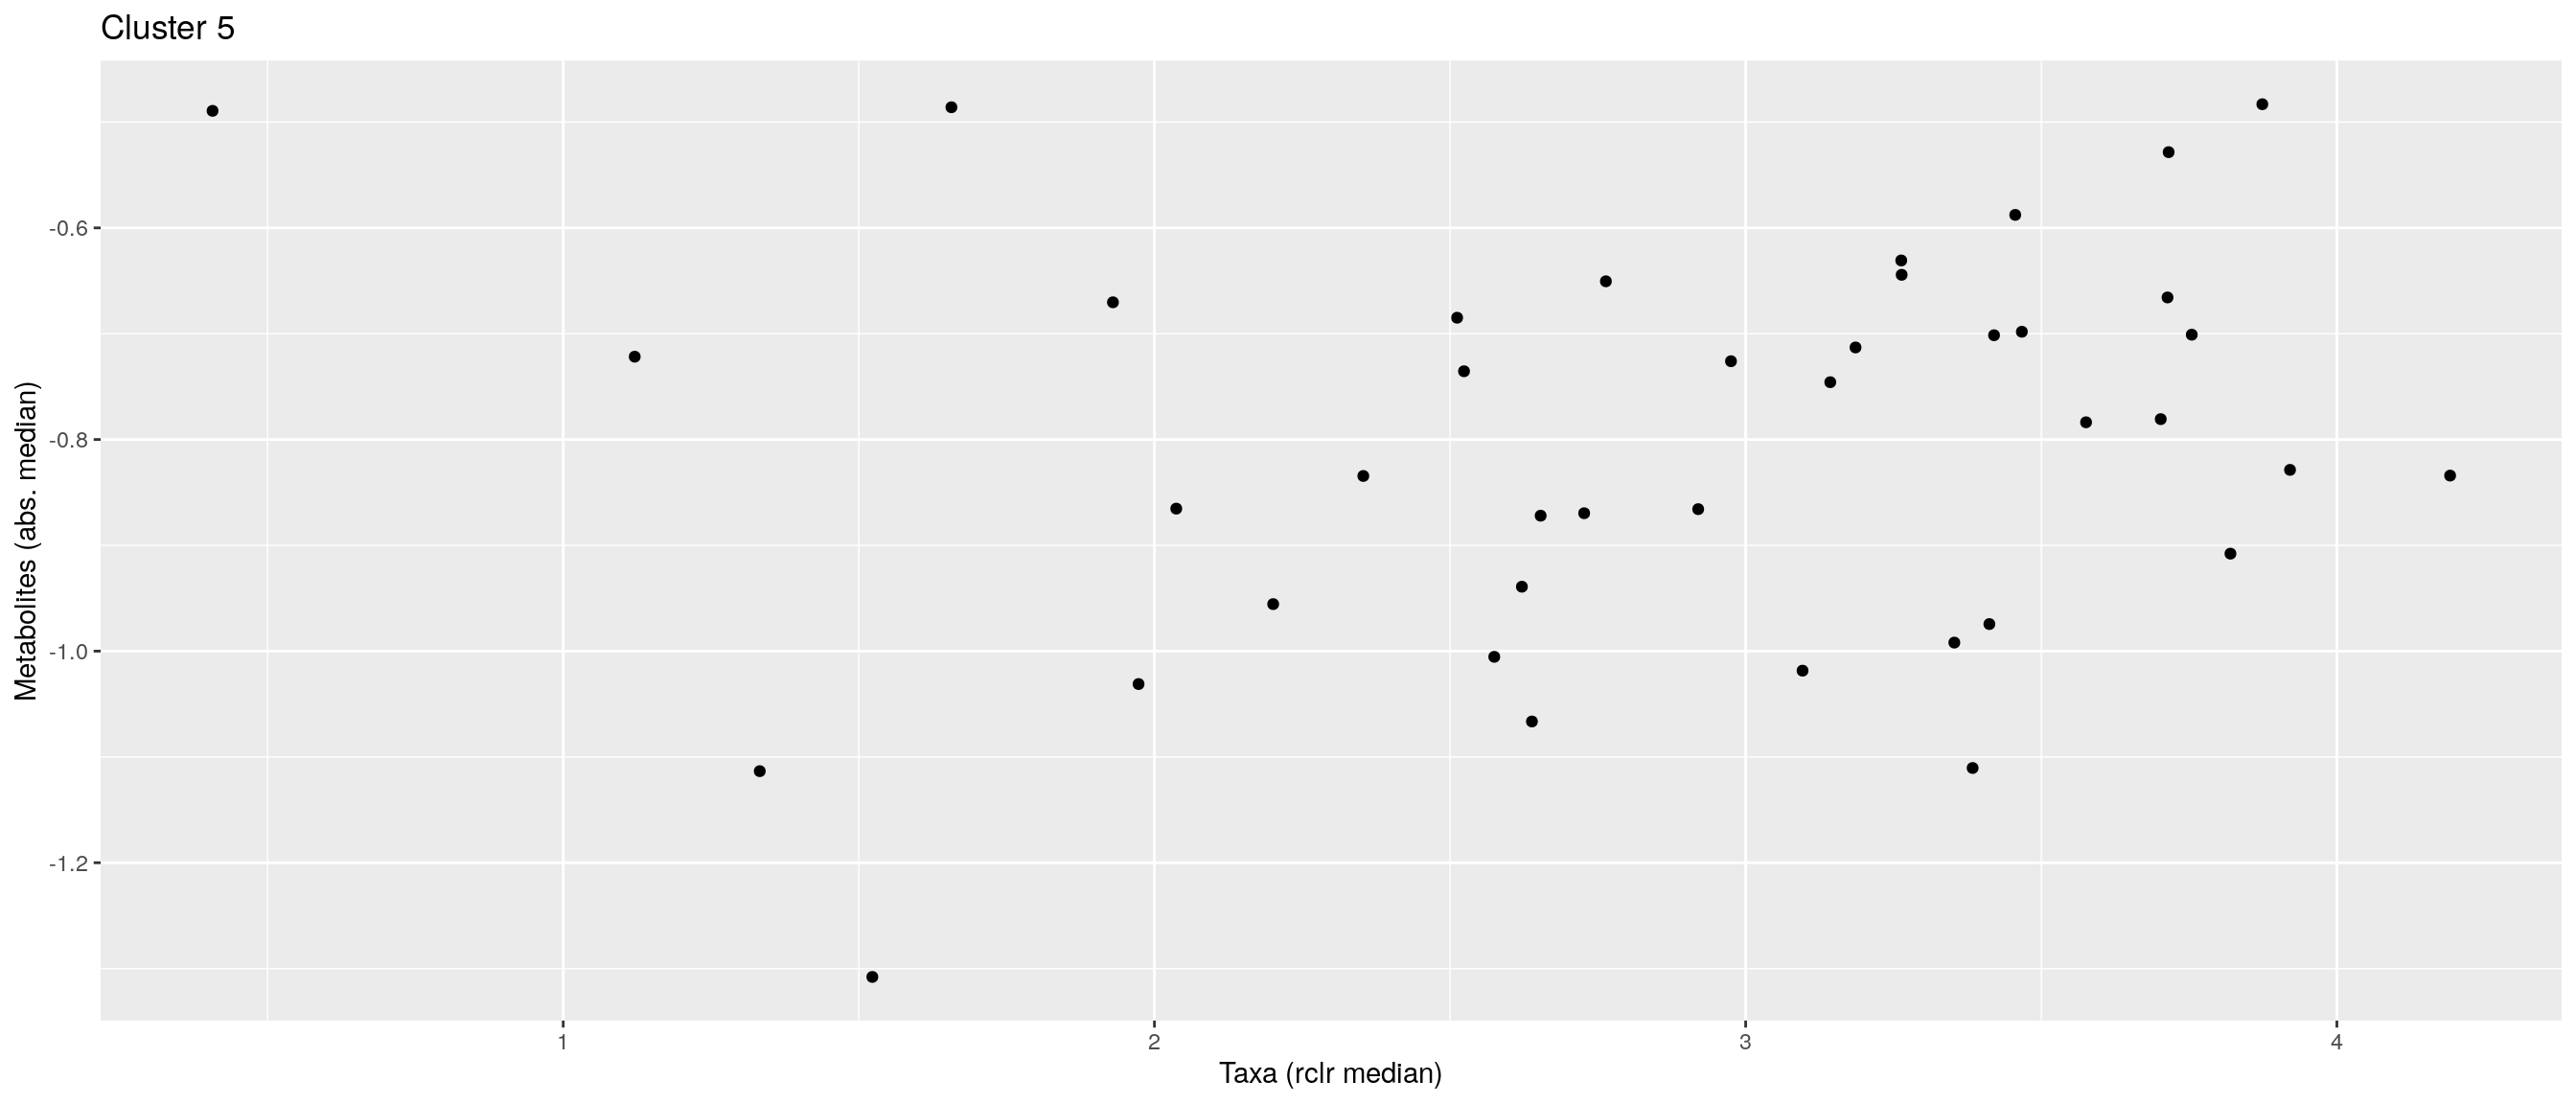 Cluster 5
Metabolites (abs. median)
-0.6
-0.8
-1.0
-1.2
1 2 3 4
Taxa (rclr median)